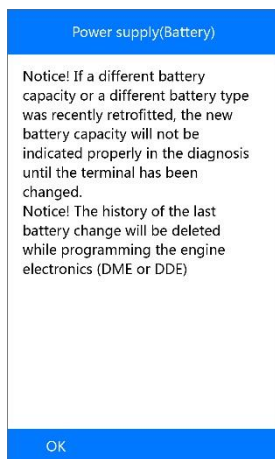 Power supply(Battery)
Notice! If a different battery
capacity or a different battery type
was recently retrofitted, the new
battery capacity will not be
indicated properly in the diagnosis
until the terminal has been
changed.
Notice! The history of the last
battery change will be deleted
while programming the engine
electronics (DME or DDE)
OK